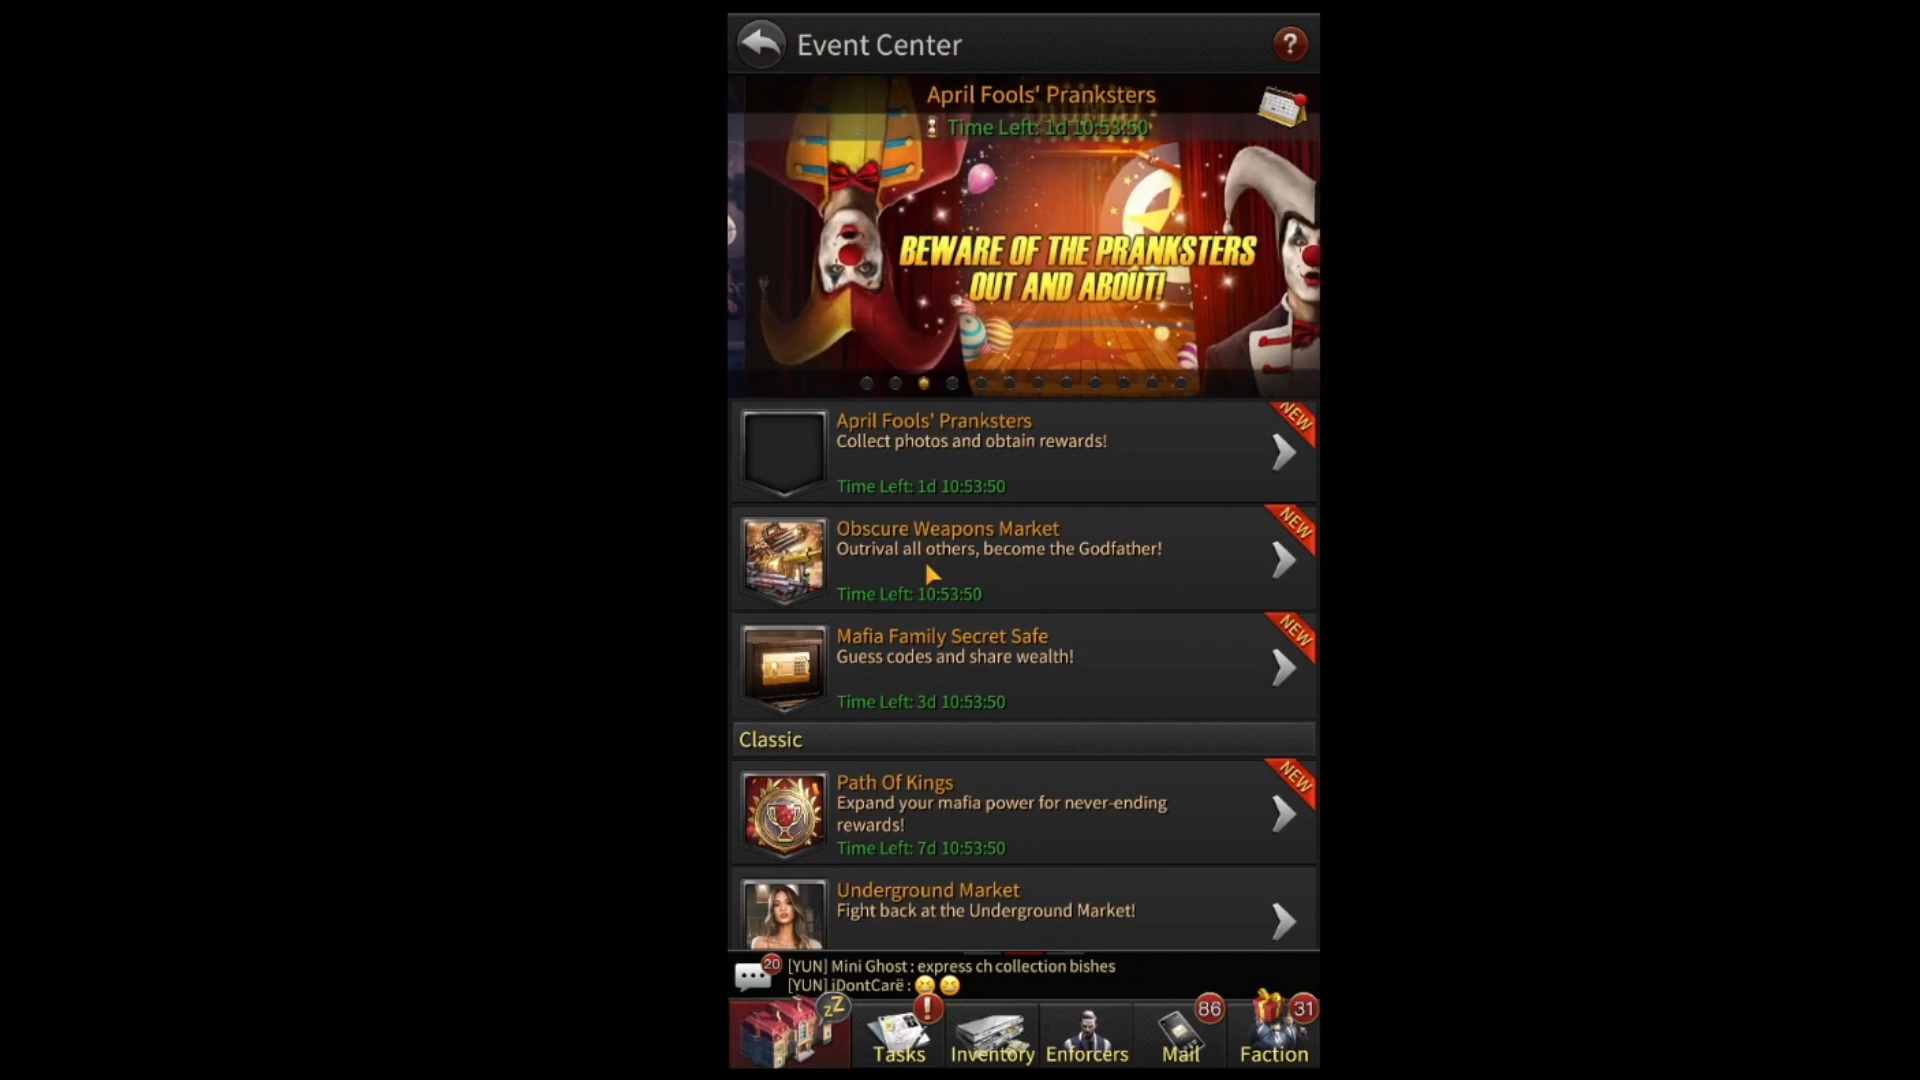 Event Center
?
April Fools' Pranksters
Time Left: 1d 10:53:50
BEWARE OF THE PRANKSTERS
OUT AND ABOUT!
April Fools' Pranksters
NEW
Collect photos and obtain rewards!
Time Left: 1d 10:53:50
Obscure Weapons Market
NEW
Outrival all others, become the Godfather!
Time Left: 10:53:50
Mafia Family Secret Safe
NEW
Guess codes and share wealth!
Time Left: 3d 10:53:50
Classic
Path Of Kings
NEW
Expand your mafia power for never-ending
rewards!
Time Left: 7d 10:53:50
Underground Market
Fight back at the Underground Market!
20
[YUN] Mini Ghost : express ch collection bishes
[YUN] iDontCarë : 😆 😆
zZ
!
86
31
Tasks
Inventory
Enforcers
Mail
Faction